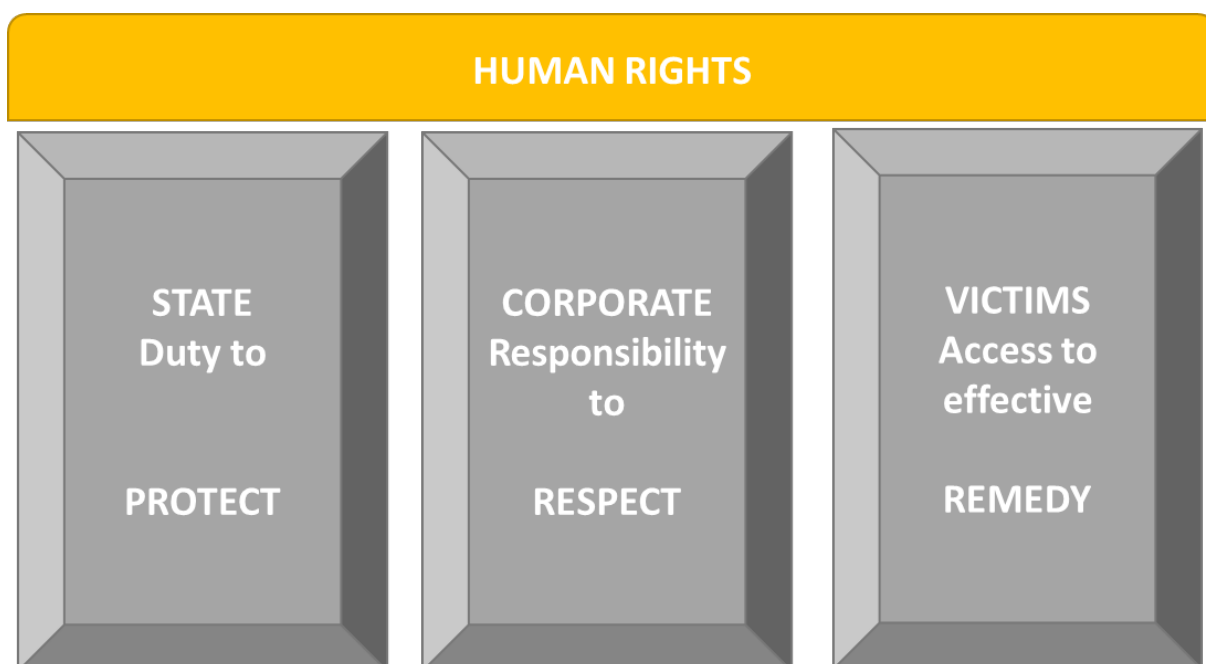 HUMAN RIGHTS
STATE
Duty to
PROTECT
CORPORATE
Responsibility
to
RESPECT
VICTIMS
Access to
effective
REMEDY